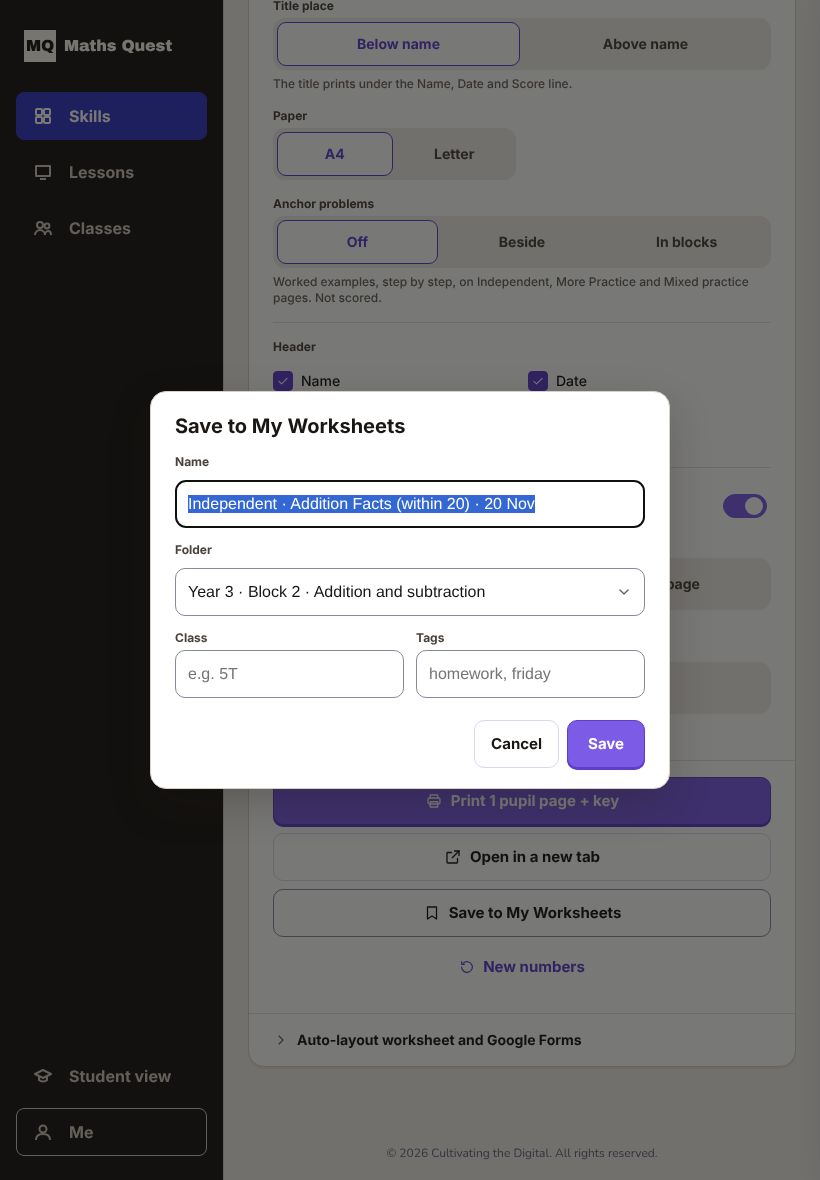 MQ Maths Quest
Skills
Lessons
Classes
Student view
Me
Title place
Below name
Above name
The title prints under the Name, Date and Score line.
Paper
A4
Letter
Anchor problems
Off
Beside
In blocks
Worked examples, step by step, on Independent, More Practice and Mixed practice
pages. Not scored.
Header
Name
Date
Save to My Worksheets
Name
Independent · Addition Facts (within 20) · 20 Nov
Folder
Year 3 · Block 2 · Addition and subtraction
Class
Tags
e.g. 5T
homework, friday
Cancel
Save
Print 1 pupil page + key
Open in a new tab
Save to My Worksheets
New numbers
Auto-layout worksheet and Google Forms
© 2026 Cultivating the Digital. All rights reserved.